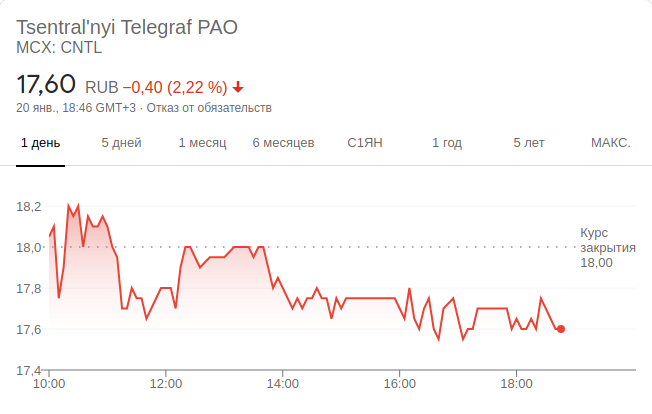 Tsentral'nyi Telegraf PAO
MCX: CNTL
17,60 RUB −0,40 (2,22 %)
20 янв., 18:46 GMT+3 · Отказ от обязательств
1 день 5 дней 1 месяц 6 месяцев С1ЯН 1 год 5 лет МАКС.
18,2
Курс
18,0 закрытия
18,00
17,8
17,6
17,4
10:00 12:00 14:00 16:00 18:00